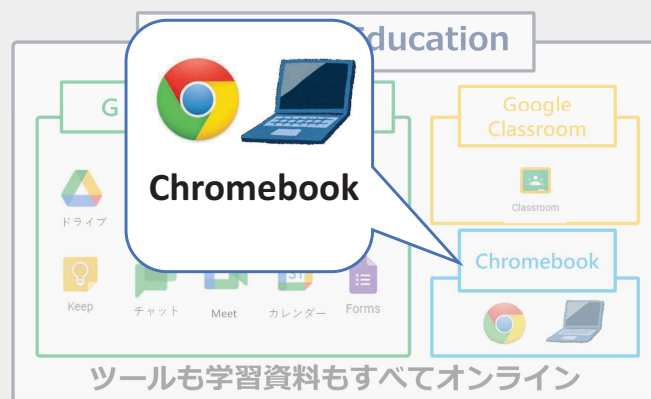 Education
Chromebook
G
Google
Classroom
Classroom
ドライブ
Chromebook
31
Keep
チャット
Meet
カレンダー
Forms
ツールも学習資料もすべてオンライン